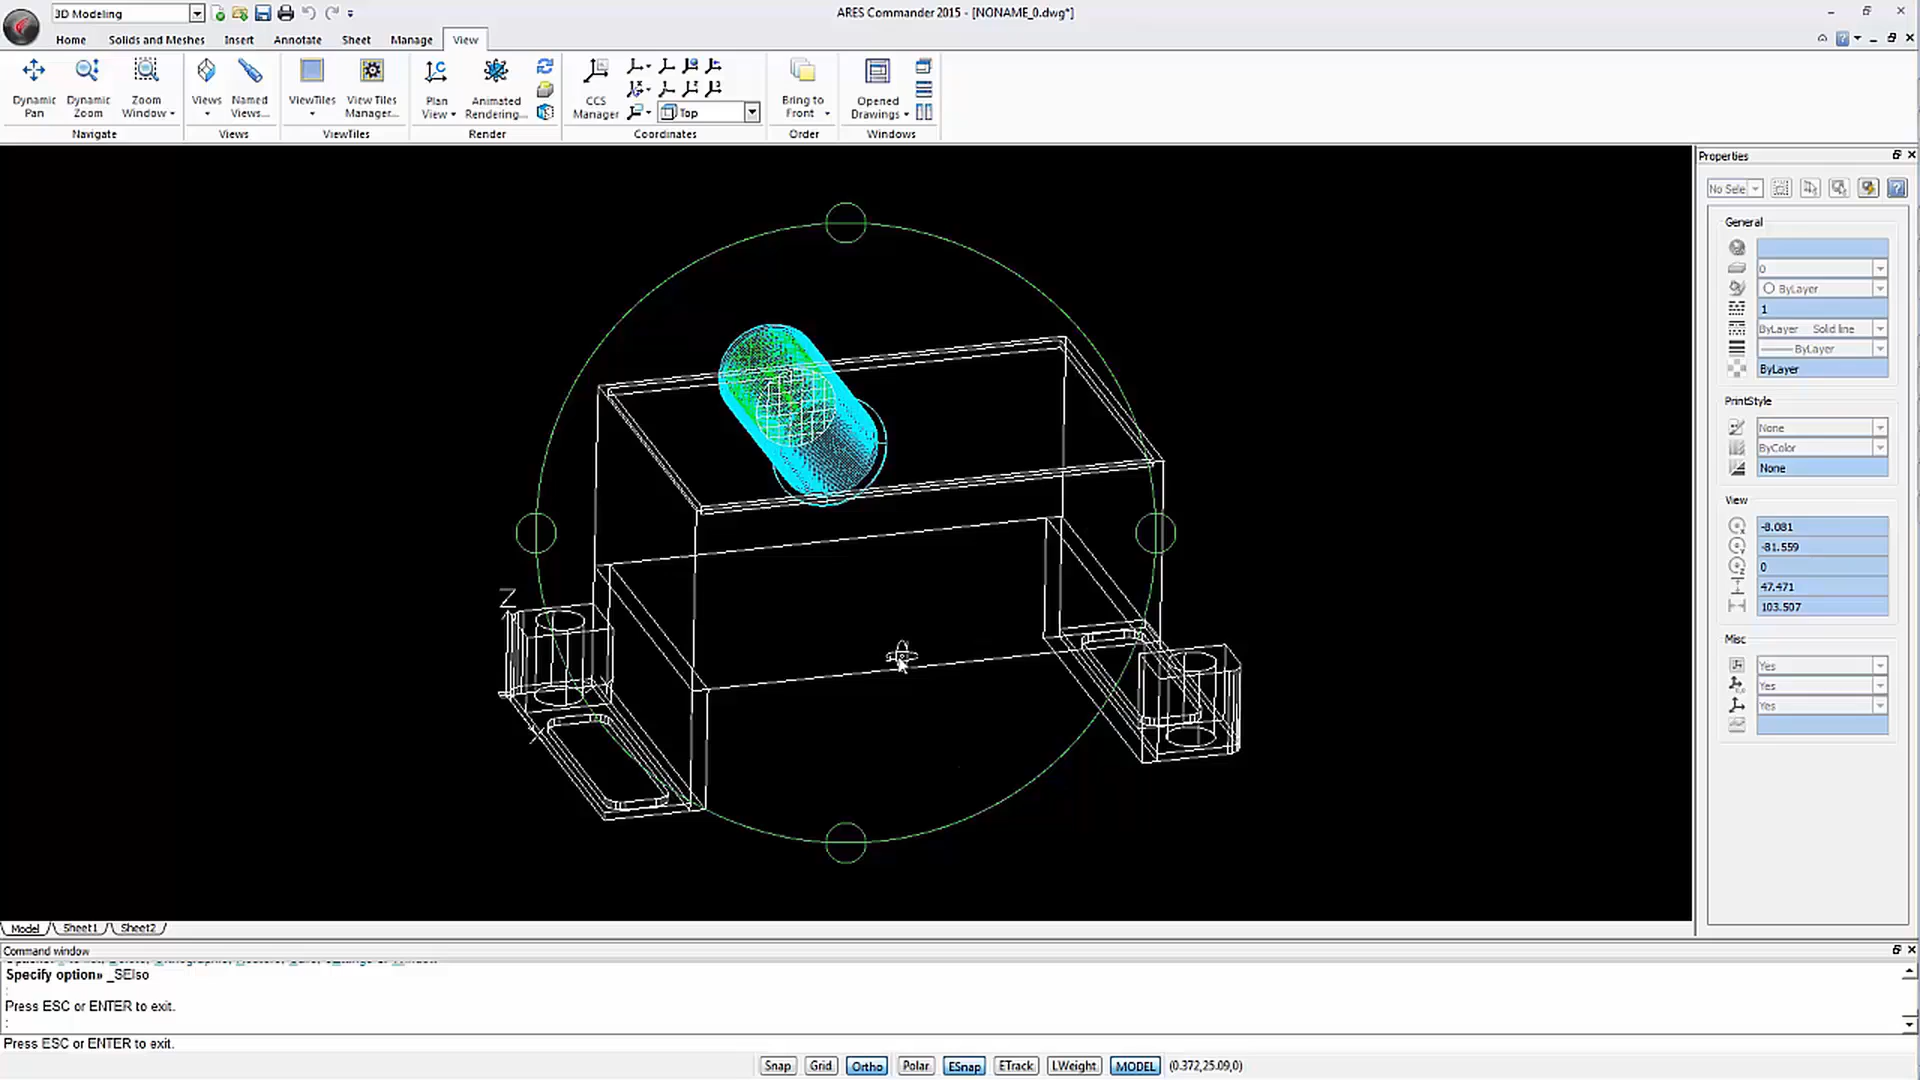 3D Modeling
ARES Commander 2015 - [NONAME_0.dwg*]
Home Solids and Meshes Insert Annotate Sheet Manage View
Dynamic Pan
Dynamic Zoom
Zoom Window
Navigate
Views
Named Views...
Views
ViewTiles
View Tiles Manager...
ViewTiles
Plan View
Animated Rendering...
Render
CCS Manager
Top
Coordinates
Bring to Front
Order
Opened Drawings
Windows
Properties
No Sele
General
0
ByLayer
1
ByLayer Solid line
ByLayer
ByLayer
PrintStyle
None
ByColor
None
View
-8.081
-81.559
0
47.471
103.507
Misc
Yes
Yes
Yes
Z
X
Model Sheet1 Sheet2
Command window
Specify option» _SEIso
:
Press ESC or ENTER to exit.
:
Press ESC or ENTER to exit.
Snap Grid Ortho Polar ESnap ETrack LWeight MODEL (0.372,25.09,0)